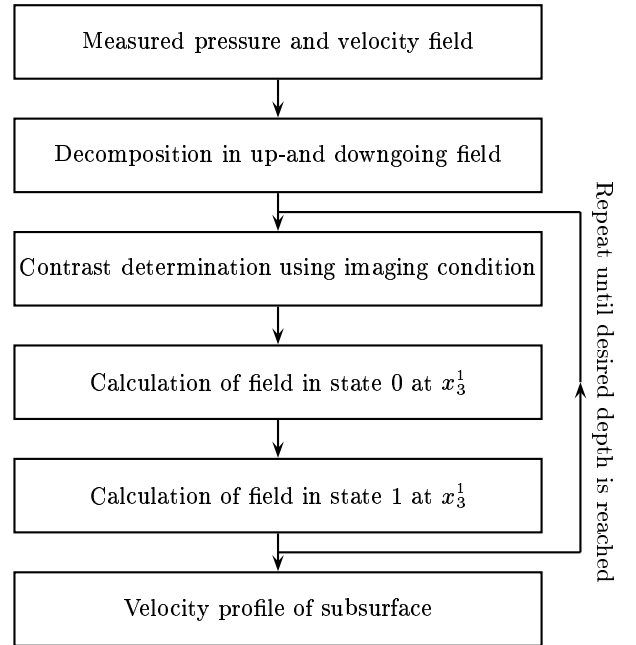 Measured pressure and velocity field
Decomposition in up-and downgoing field
Contrast determination using imaging condition
Calculation of field in state 0 at $x_3^1$
Calculation of field in state 1 at $x_3^1$
Velocity profile of subsurface
Repeat until desired depth is reached